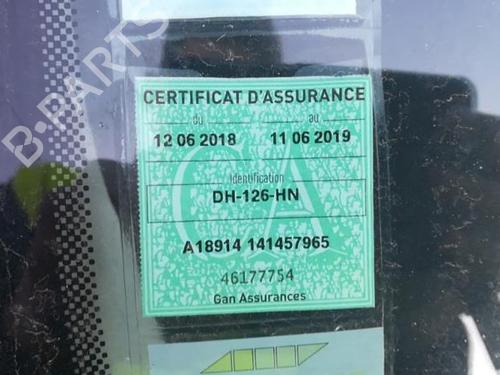 B-PARTS
CERTIFICAT D'ASSURANCE
du au
12 06 2018 11 06 2019
Identification
DH-126-HN
A18914 141457965
46177754
Gan Assurances